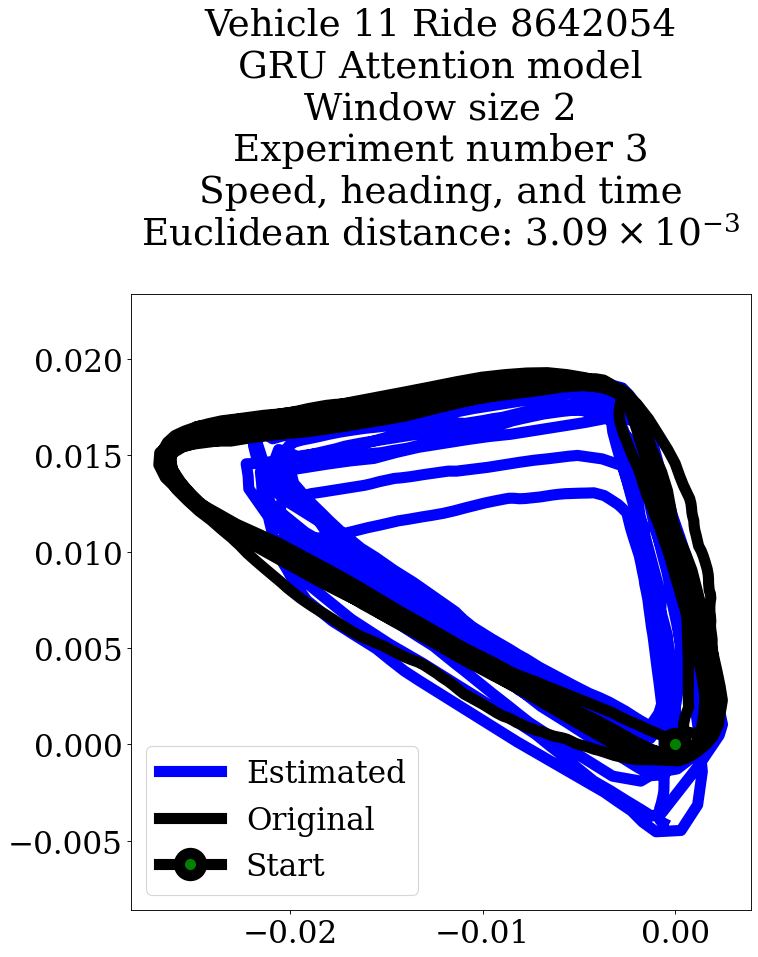 Vehicle 11 Ride 8642054
GRU Attention model
Window size 2
Experiment number 3
Speed, heading, and time
Euclidean distance: 3.09 × 10⁻³
0.020
0.015
0.010
0.005
0.000
−0.005
Estimated
Original
Start
−0.02 −0.01 0.00